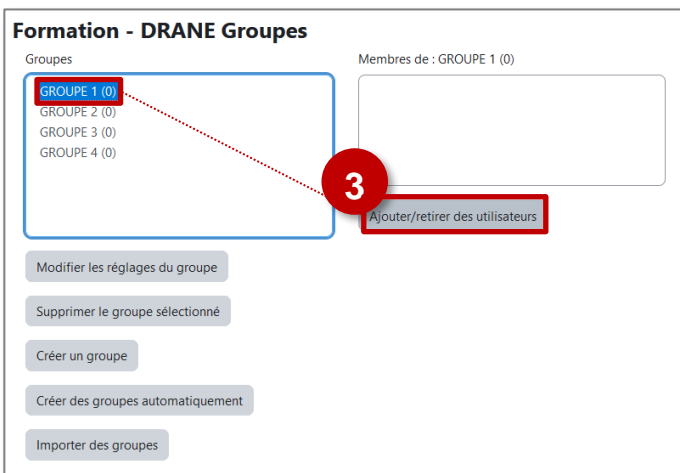 Formation - DRANE Groupes
Groupes
GROUPE 1 (0)
GROUPE 2 (0)
GROUPE 3 (0)
GROUPE 4 (0)
Membres de : GROUPE 1 (0)
3
Ajouter/retirer des utilisateurs
Modifier les réglages du groupe
Supprimer le groupe sélectionné
Créer un groupe
Créer des groupes automatiquement
Importer des groupes